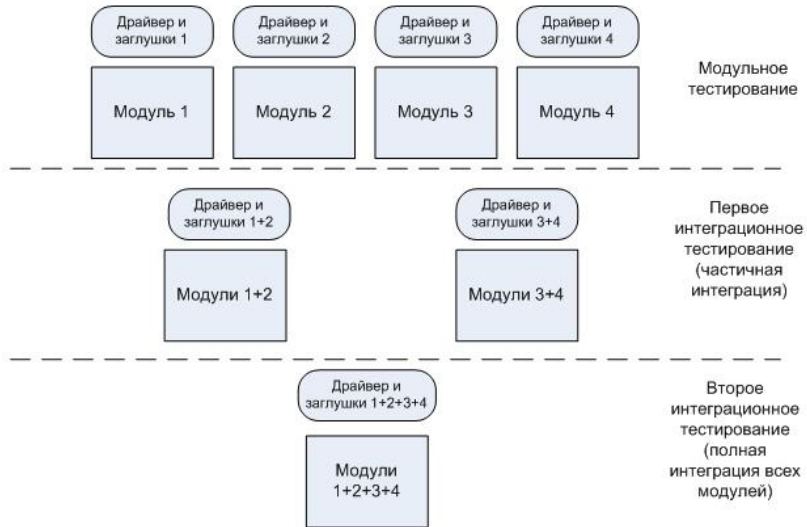 Драйвер и
заглушки 1
Драйвер и
заглушки 2
Драйвер и
заглушки 3
Драйвер и
заглушки 4
Модуль 1
Модуль 2
Модуль 3
Модуль 4
Модульное
тестирование
Драйвер и
заглушки 1+2
Драйвер и
заглушки 3+4
Модули 1+2
Модули 3+4
Первое
интеграционное
тестирование
(частичная
интеграция)
Драйвер и
заглушки 1+2+3+4
Модули
1+2+3+4
Второе
интеграционное
тестирование
(полная
интеграция всех
модулей)